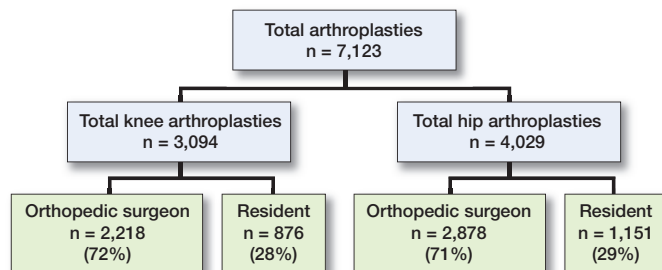 Total arthroplasties
n = 7,123
Total knee arthroplasties
n = 3,094
Total hip arthroplasties
n = 4,029
Orthopedic surgeon
n = 2,218
(72%)
Resident
n = 876
(28%)
Orthopedic surgeon
n = 2,878
(71%)
Resident
n = 1,151
(29%)